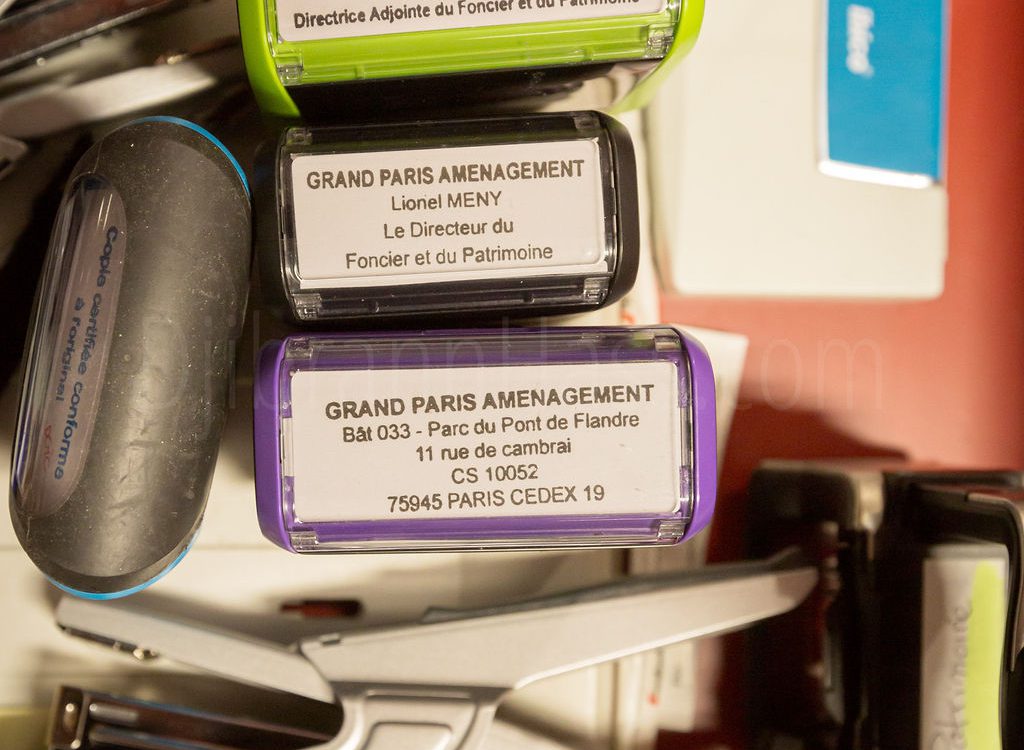 Directrice Adjointe du Foncier et du Patrimoine
GRAND PARIS AMENAGEMENT
Lionel MENY
Le Directeur du
Foncier et du Patrimoine
Copie certifiée conforme
à l'original
GRAND PARIS AMENAGEMENT
Bât 033 - Parc du Pont de Flandre
11 rue de cambrai
CS 10052
75945 PARIS CEDEX 19